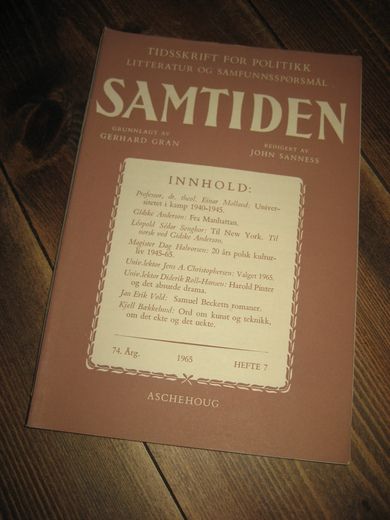 TIDSSKRIFT FOR POLITIKK
LITTERATUR OG SAMFUNNSSPØRSMÅL
SAMTIDEN
GRUNNLAGT AV
GERHARD GRAN
REDIGERT AV
JOHN SANNESS
INNHOLD:
Professor, dr. theol. Einar Molland: Univer-
sitetet i kamp 1940-1945.
Gidske Anderson: Fra Manhattan.
Léopold Sédar Senghor: Til New York. Til
norsk ved Gidske Anderson.
Magister Dag Halvorsen: 20 års polsk kultur-
liv 1945-65.
Univ.lektor Jens A. Christophersen: Valget 1965.
Univ.lektor Diderik Roll-Hansen: Harold Pinter
og det absurde drama.
Jan Erik Vold: Samuel Becketts romaner.
Kjell Bækkelund: Ord om kunst og teknikk,
om det ekte og det uekte.
74. Årg.
1965
HEFTE 7
ASCHEHOUG